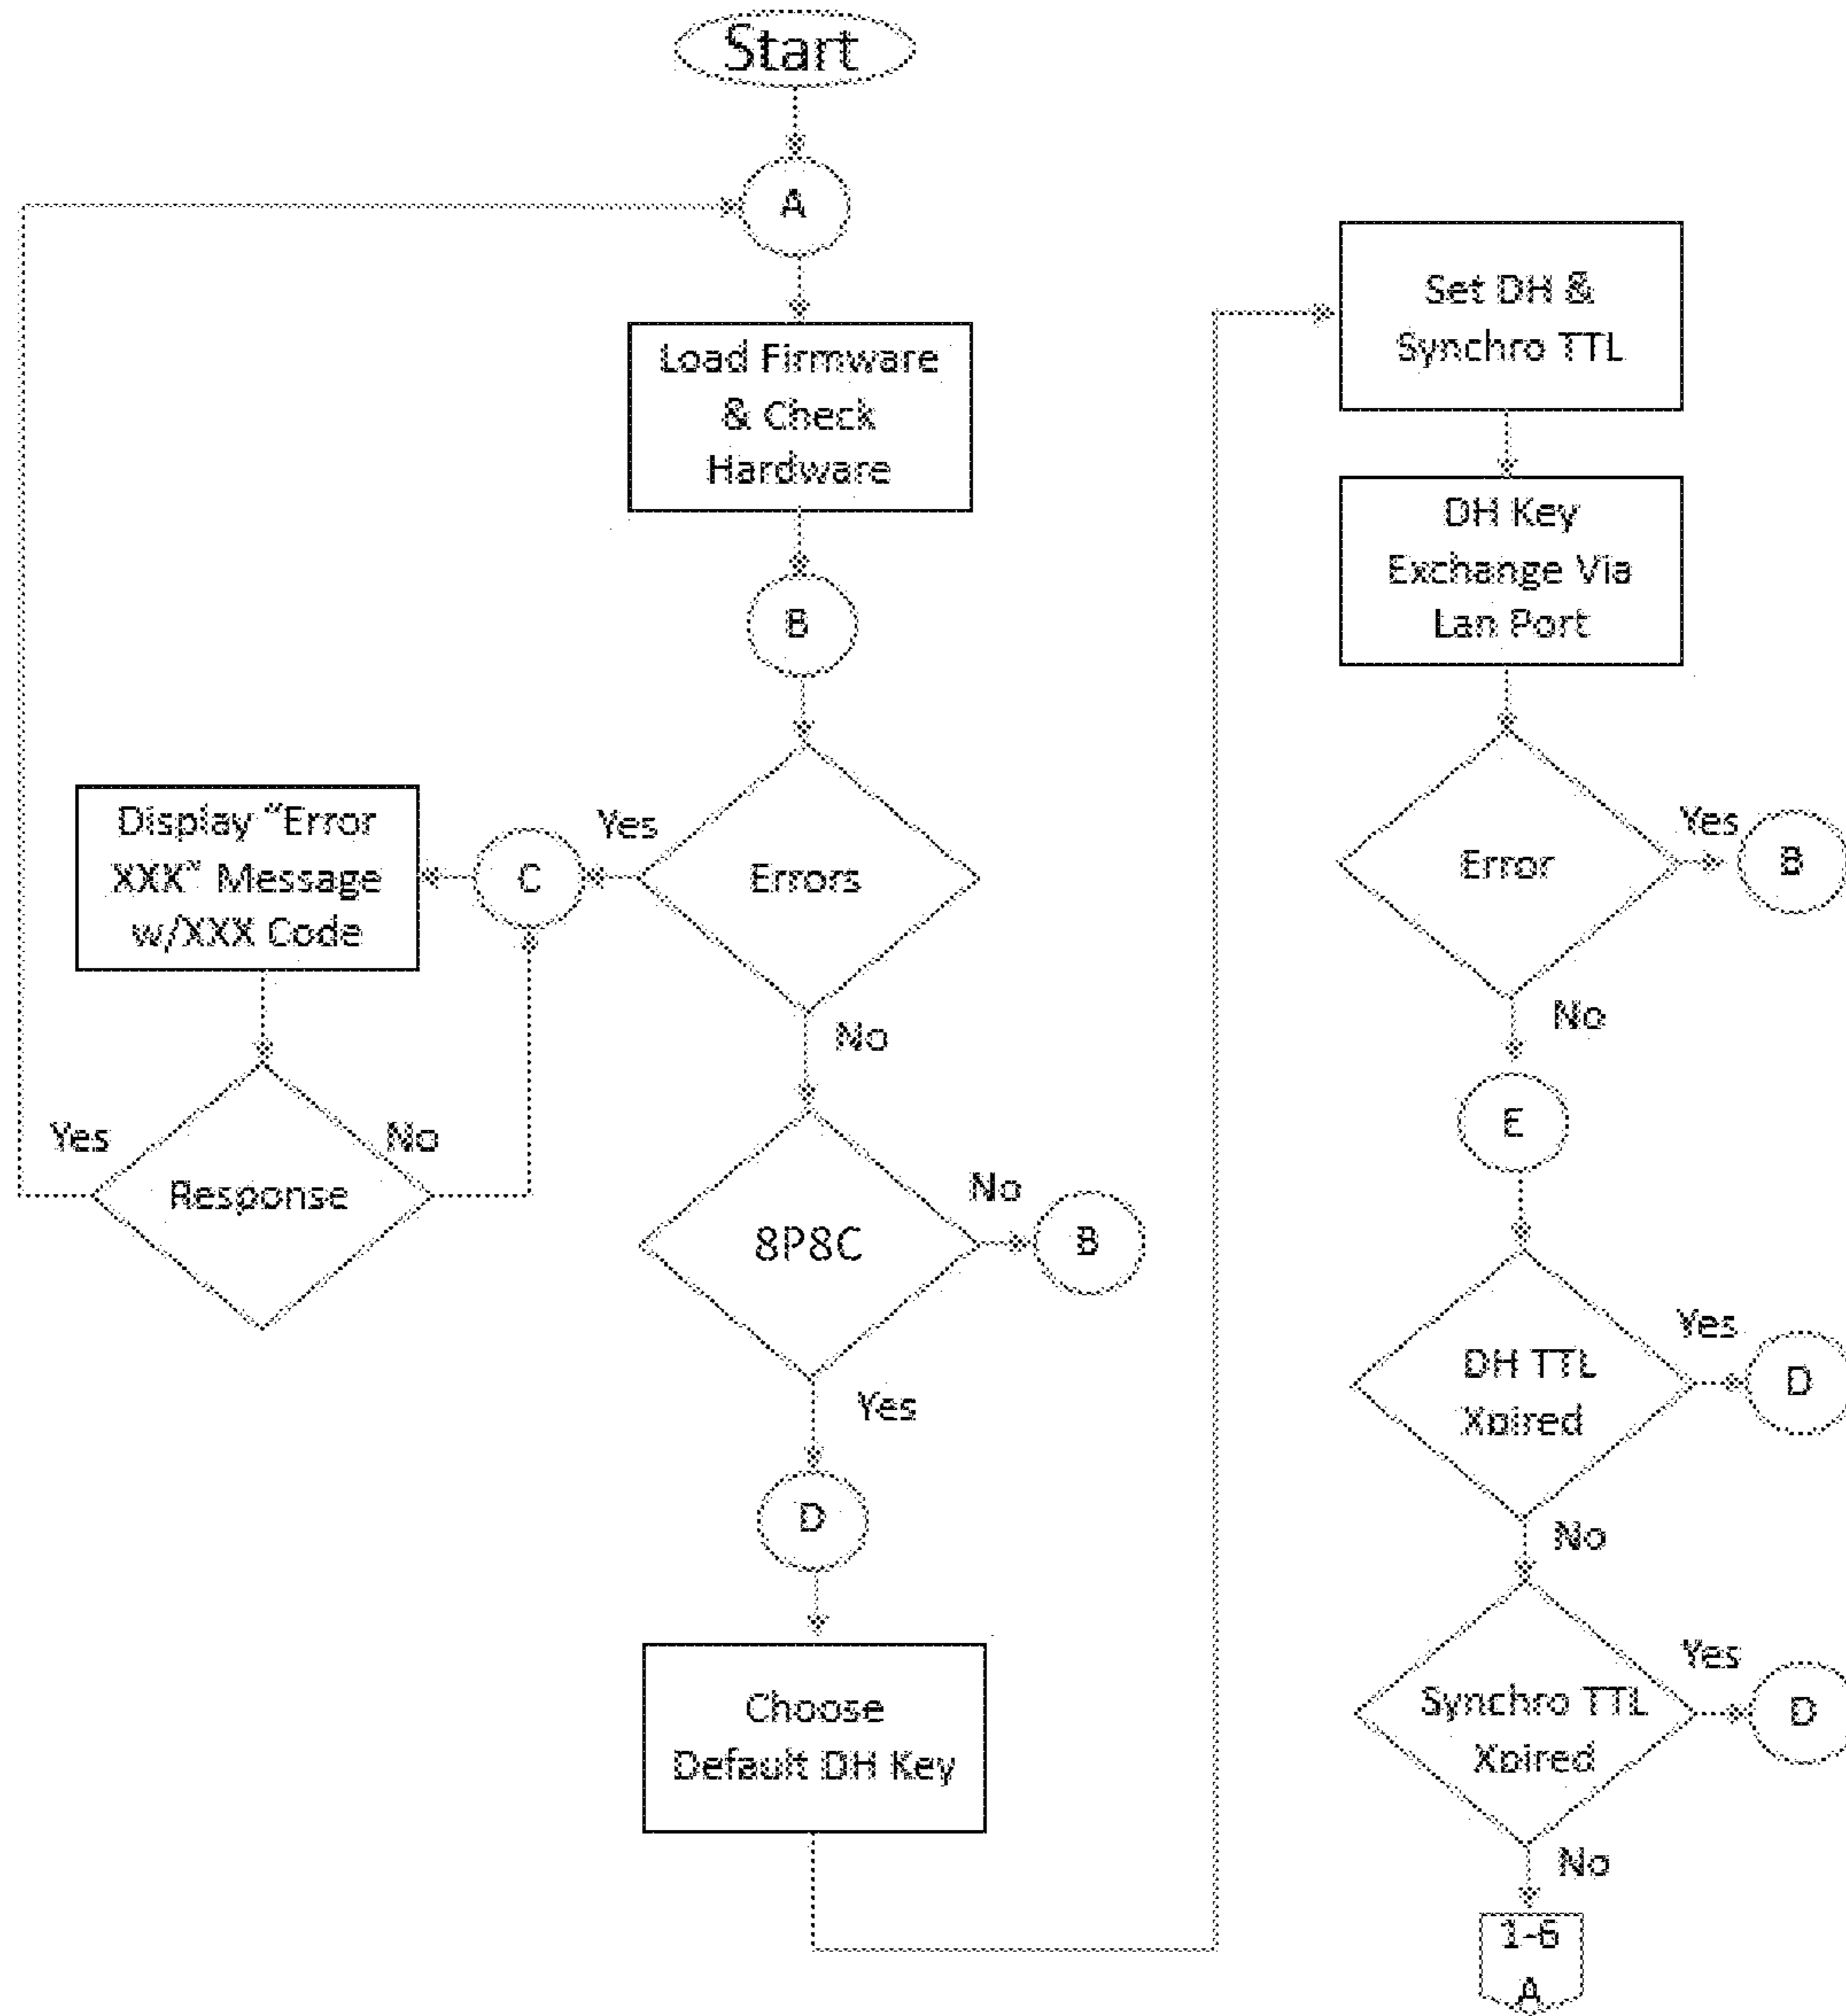 Start
A
Load Firmware
& Check
Hardware
B
Errors
Yes
No
C
Display "Error
XXX" Message
w/XXX Code
Response
Yes
No
8P8C
No
B
Yes
D
Choose
Default DH Key
Set DH &
Synchro TTL
DH Key
Exchange Via
Lan Port
Error
Yes
B
No
E
DH TTL
Xpired
Yes
D
No
Synchro TTL
Xpired
Yes
D
No
1-6
A